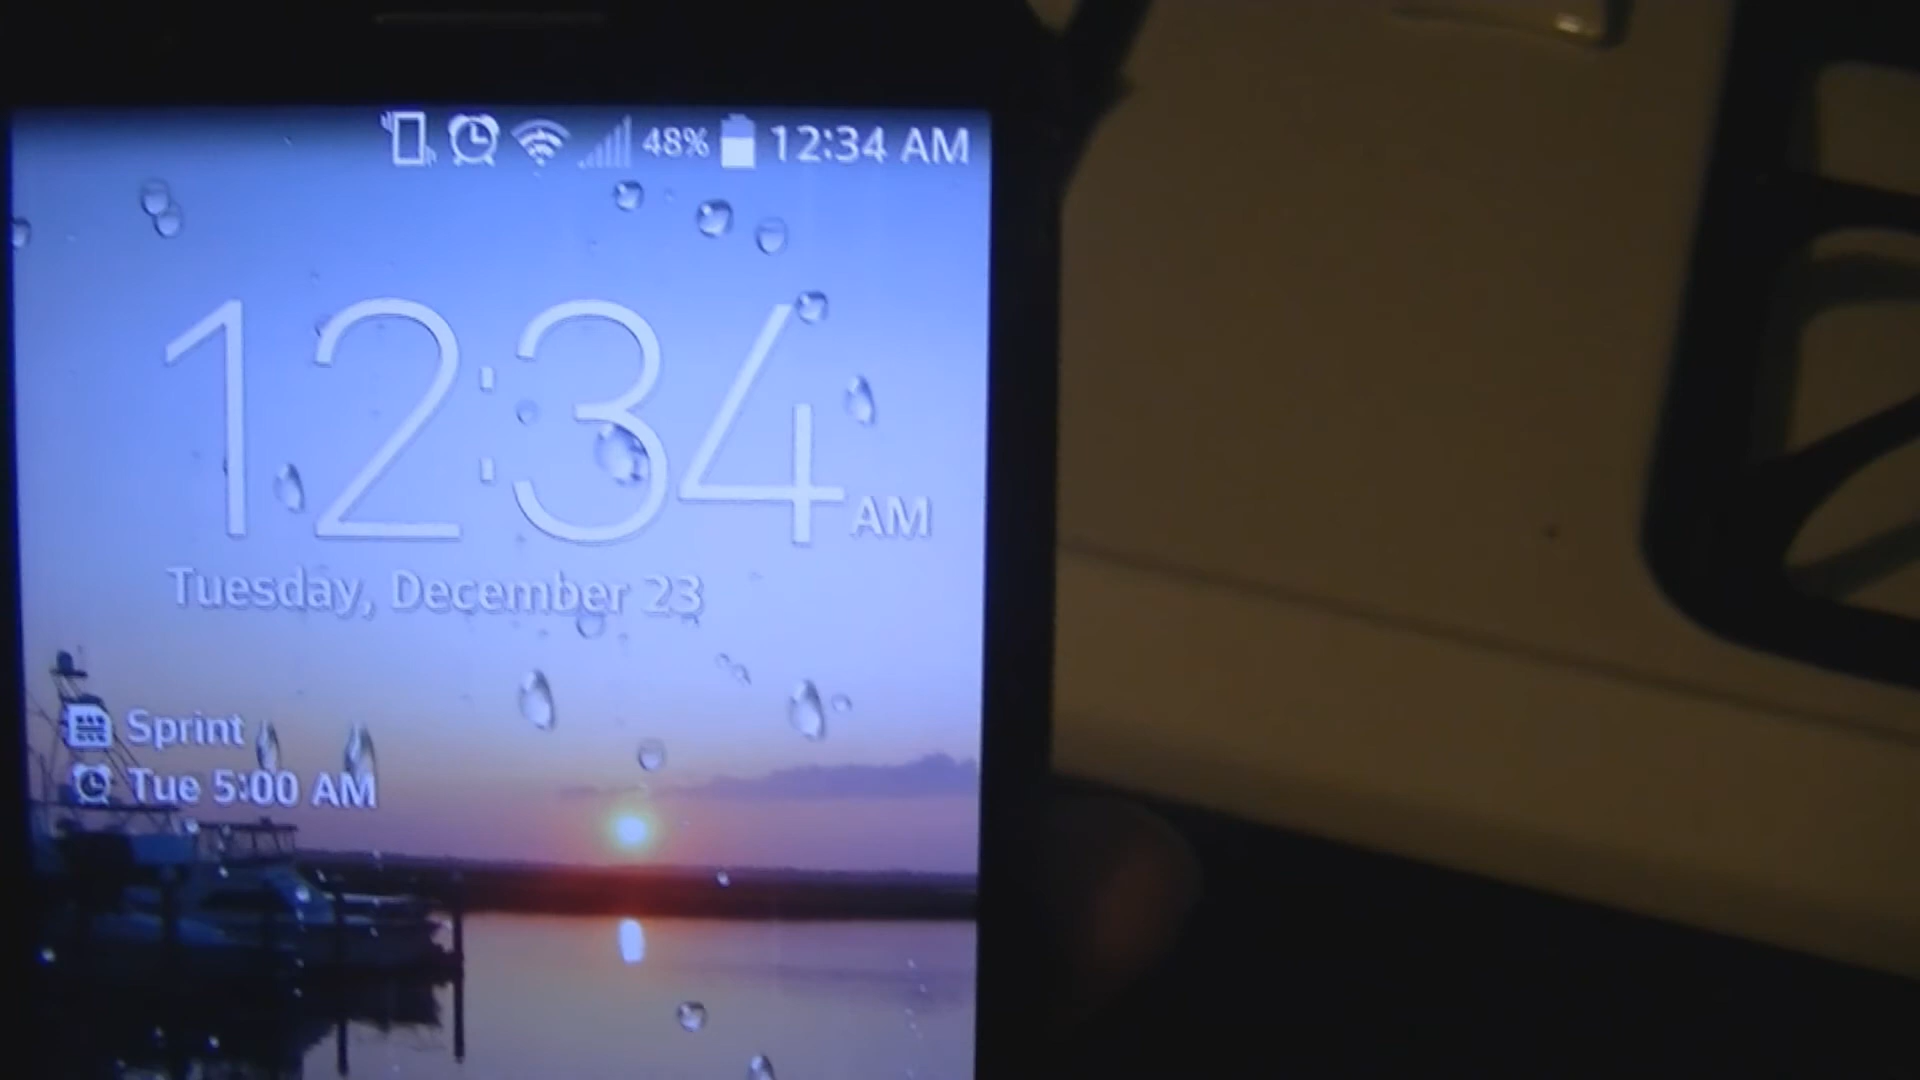 48% 12:34 AM
12:34 AM
Tuesday, December 23
Sprint
Tue 5:00 AM